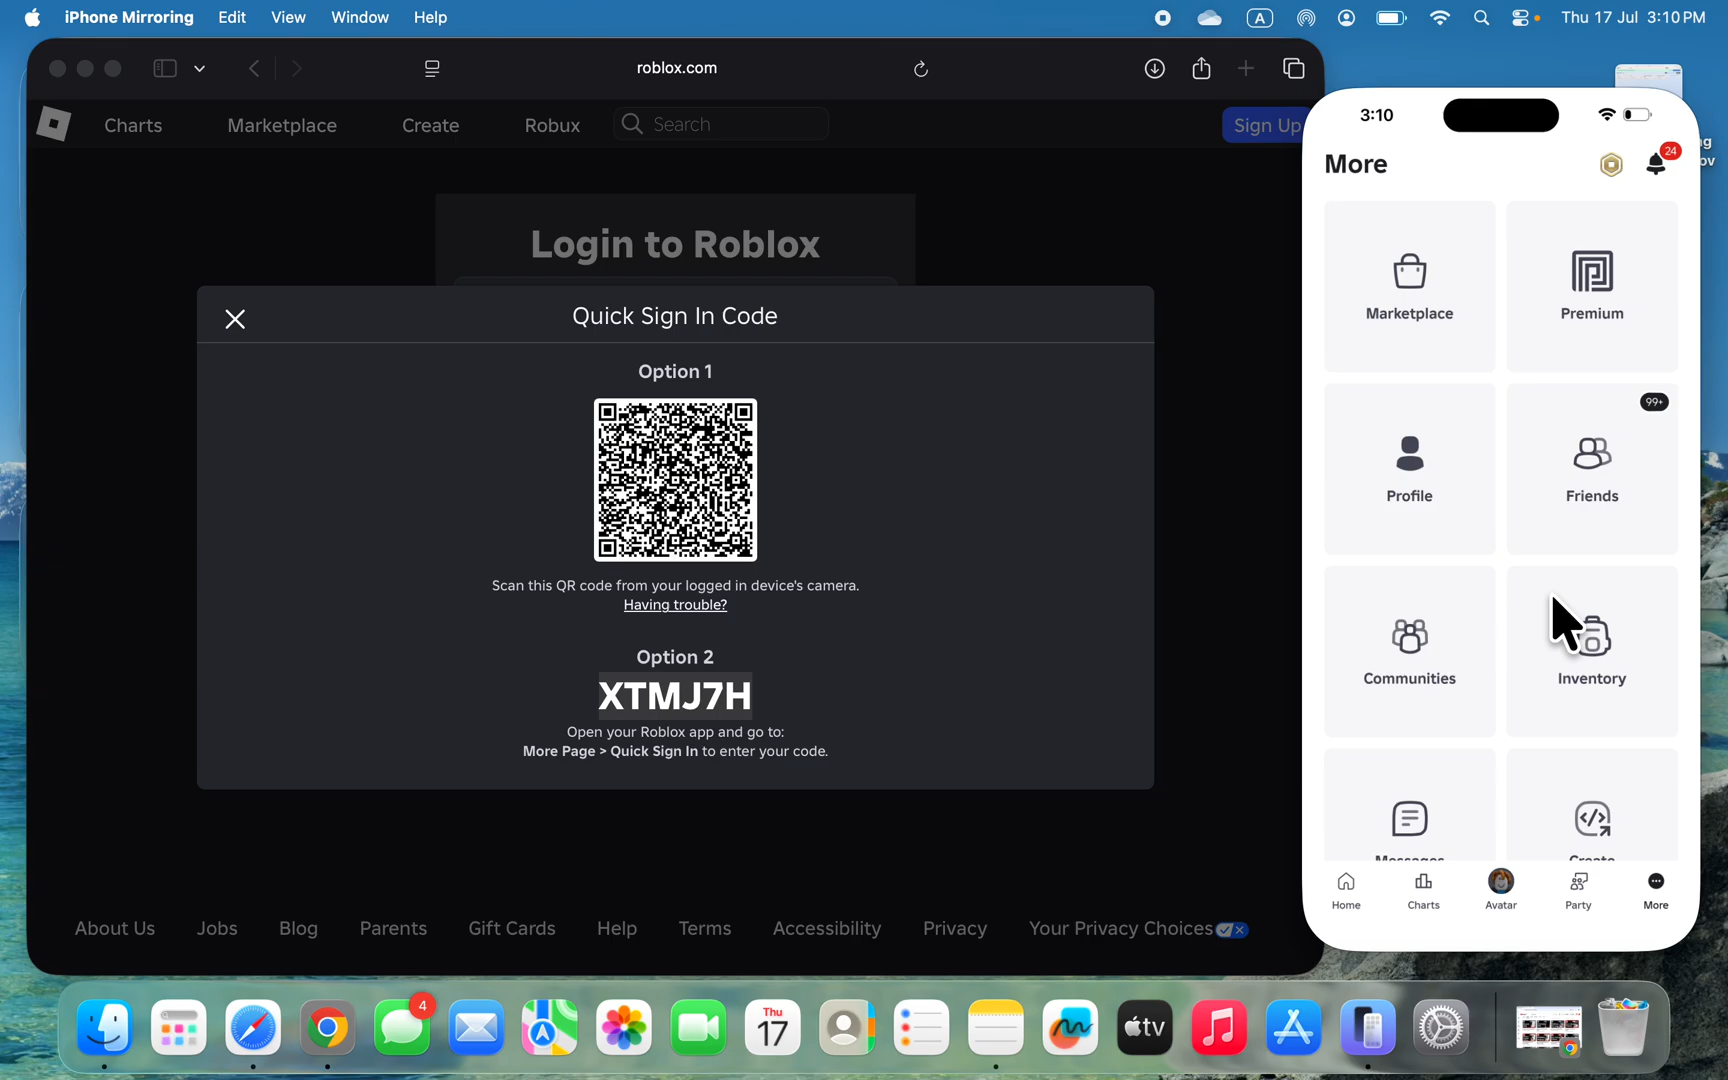 iPhone Mirroring Edit View Window Help
A
Thu 17 Jul 3:10 PM
roblox.com
Charts Marketplace Create Robux Search Sign Up
Login to Roblox
Quick Sign In Code
Option 1
Scan this QR code from your logged in device's camera.
Having trouble?
Option 2
XTMJ7H
Open your Roblox app and go to:
More Page > Quick Sign In to enter your code.
About Us Jobs Blog Parents Gift Cards Help Terms Accessibility Privacy Your Privacy Choices
3:10
More
24
Marketplace Premium
99+
Profile Friends
Communities Inventory
Messages Create
Home Charts Avatar Party More
4
Thu
17
tv